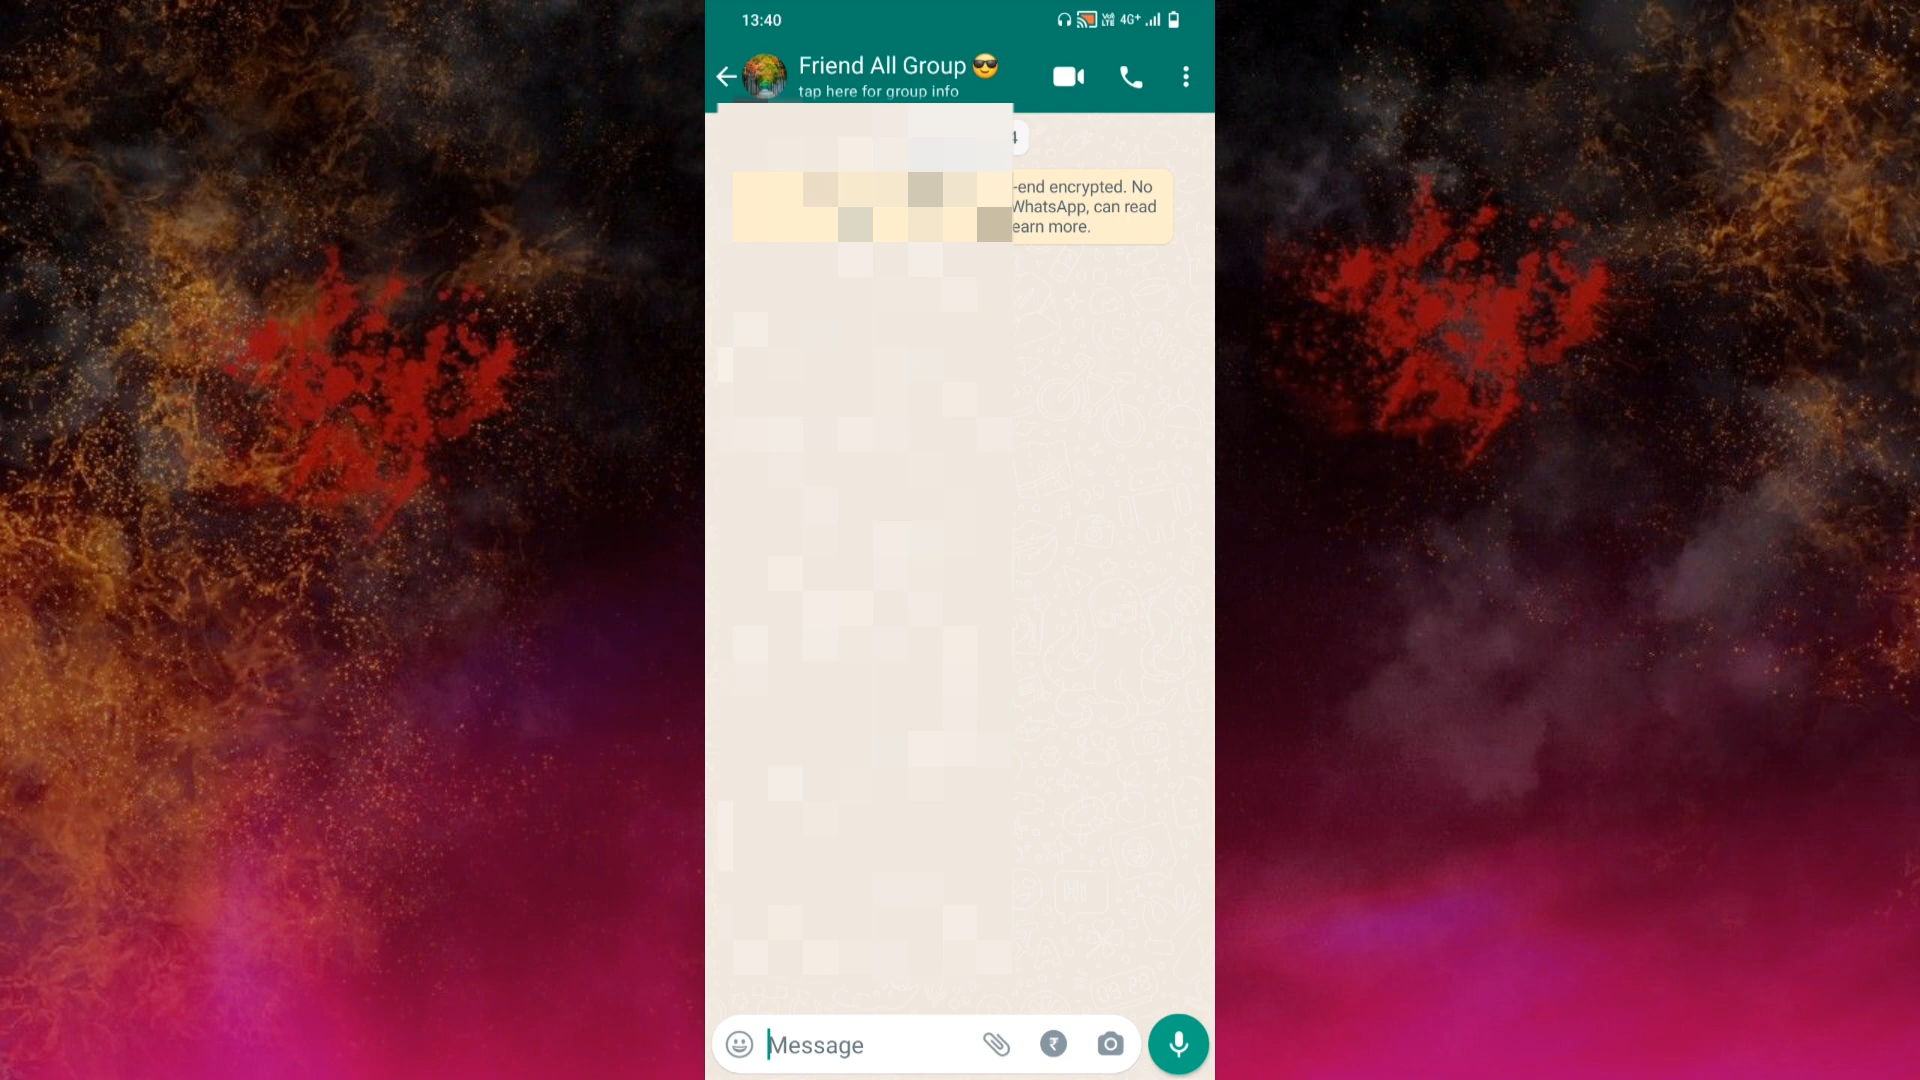 13:40
4G+
Friend All Group 😎
tap here for group info
4
-end encrypted. No
WhatsApp, can read
earn more.
Message